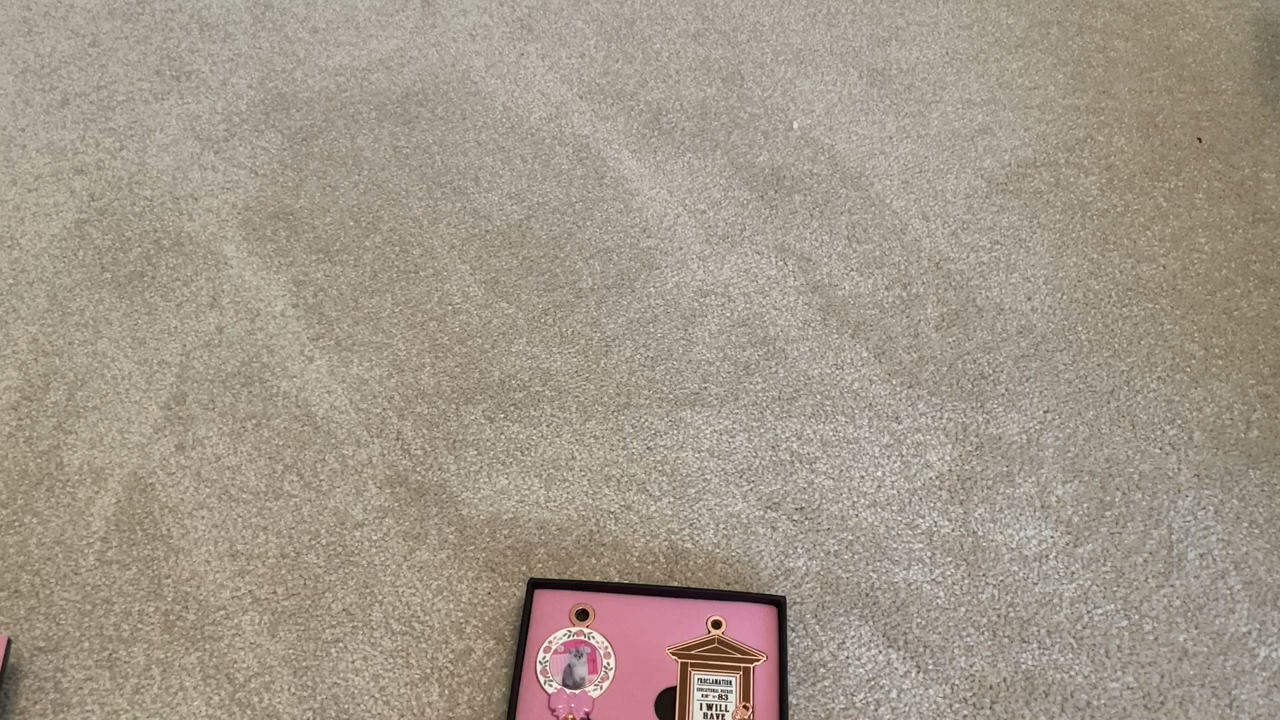 PROCLAMATION.
EDUCATIONAL DECREE
Nº 83
I WILL
HAVE